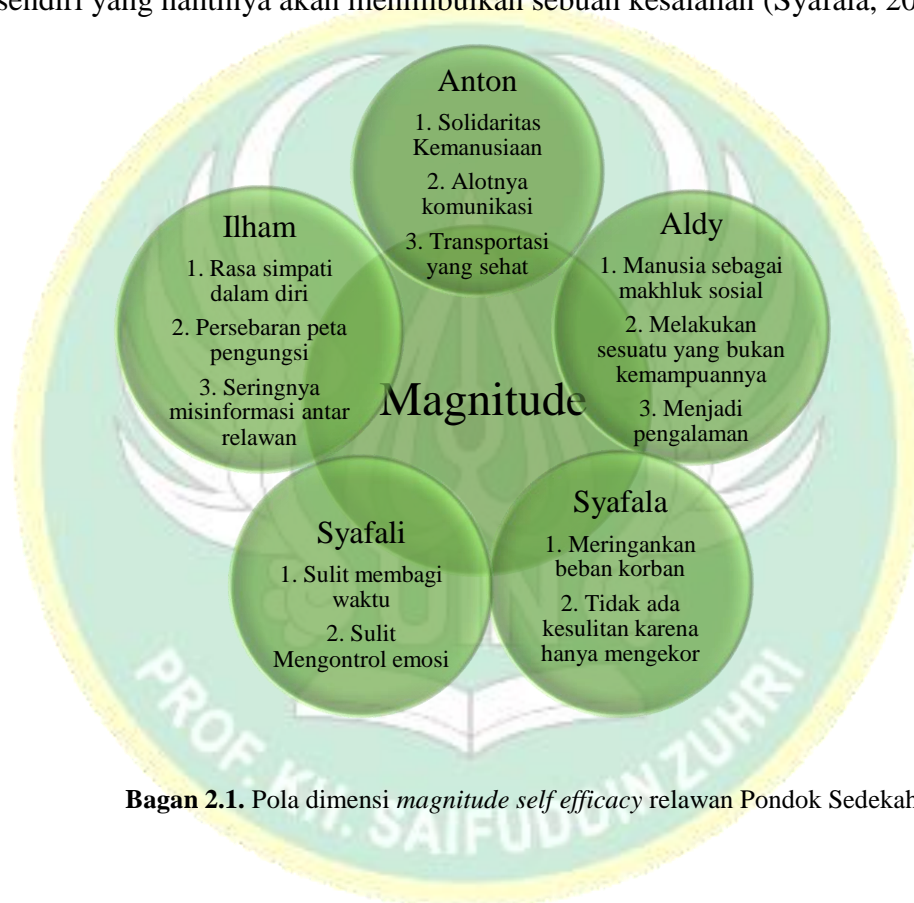 sendiri yang nantinya akan menimbulkan sebuah kesalahan (Syafala, 20
Anton
1. Solidaritas
Kemanusiaan
2. Alotnya
komunikasi
3. Transportasi
yang sehat
Ilham
1. Rasa simpati
dalam diri
2. Persebaran peta
pengungsi
3. Seringnya
misinformasi antar
relawan
Aldy
1. Manusia sebagai
makhluk sosial
2. Melakukan
sesuatu yang bukan
kemampuannya
3. Menjadi
pengalaman
Magnitude
Syafali
1. Sulit membagi
waktu
2. Sulit
Mengontrol emosi
Syafala
1. Meringankan
beban korban
2. Tidak ada
kesulitan karena
hanya mengekor
UIN
PROF. KH. SAIFUDDIN ZUHRI
Bagan 2.1. Pola dimensi magnitude self efficacy relawan Pondok Sedekah